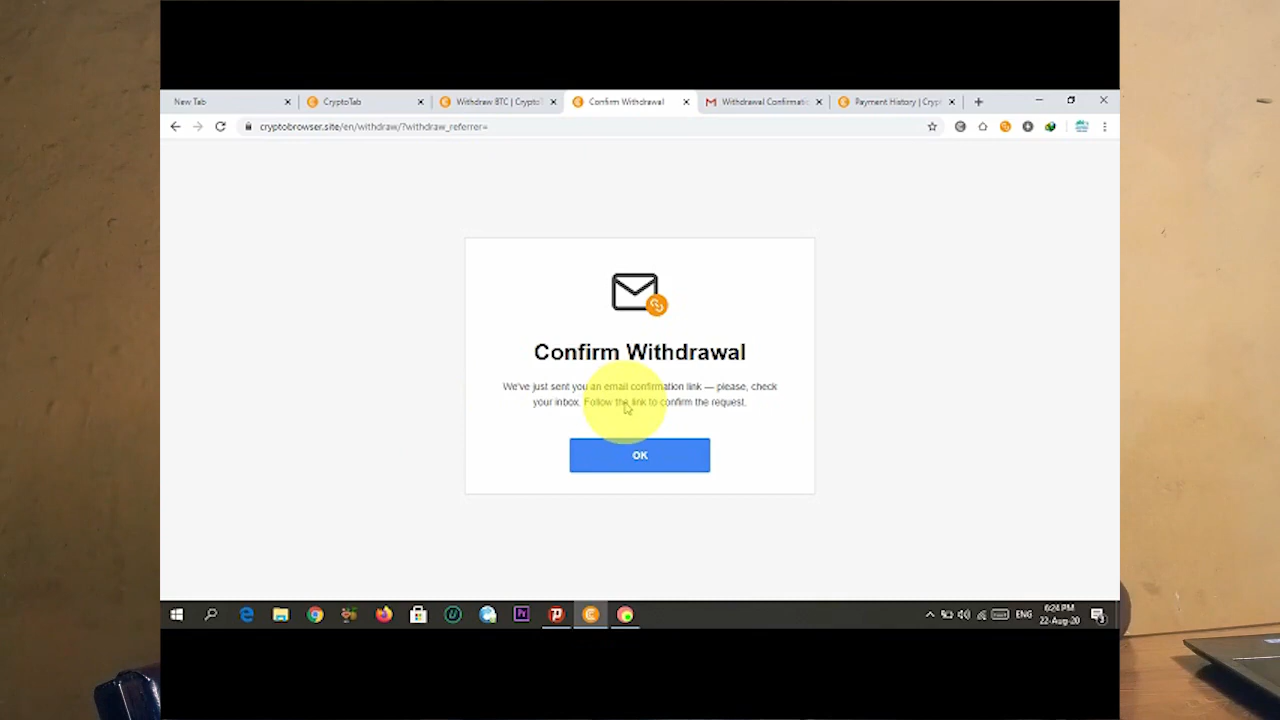 New Tab
CryptoTab
Withdraw BTC | Crypto
Confirm Withdrawal
Withdrawal Confirmatic
Payment History | Cryp
cryptobrowser.site/en/withdraw/?withdraw_referrer=
Confirm Withdrawal
We've just sent you an email confirmation link — please, check
your inbox. Follow the link to confirm the request.
OK
ENG
6:24 PM
22-Aug-20